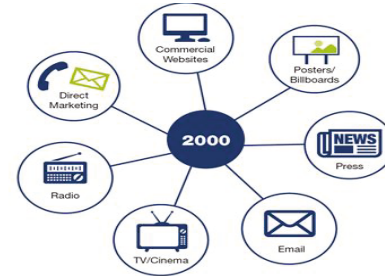 Commercial
Websites
Posters/
Billboards
Direct
Marketing
2000
NEWS
Press
Radio
Email
TV/Cinema